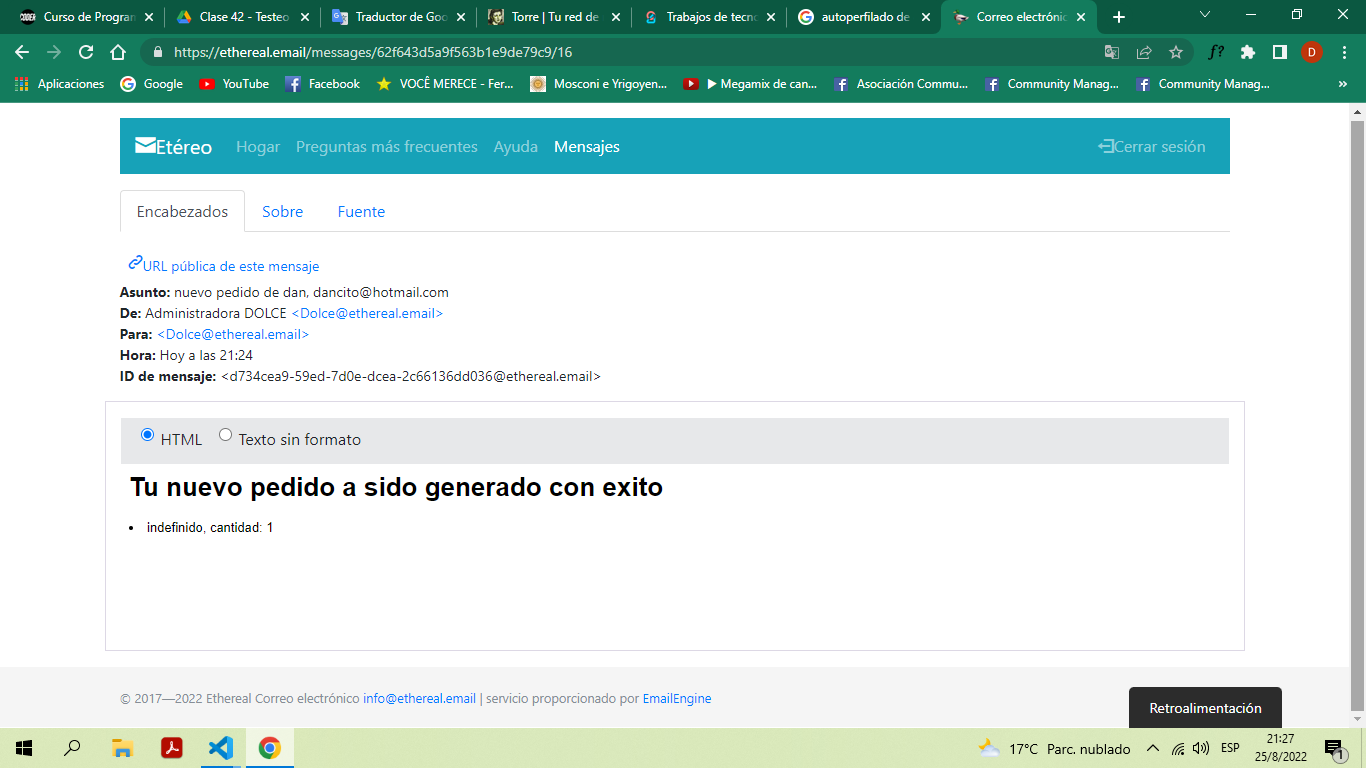 Curso de Progran
Clase 42 - Testeo
Traductor de Goo
Torre | Tu red de
Trabajos de tecno
autoperfilado de
Correo electrónic
https://ethereal.email/messages/62f643d5a9f563b1e9de79c9/16
f?
D
Aplicaciones
Google
YouTube
Facebook
VOCÊ MERECE - Fer...
Mosconi e Yrigoyen...
▶ Megamix de can...
Asociación Commu...
Community Manag...
Community Manag...
»
Etéreo
Hogar
Preguntas más frecuentes
Ayuda
Mensajes
Cerrar sesión
Encabezados
Sobre
Fuente
URL pública de este mensaje
Asunto: nuevo pedido de dan, dancito@hotmail.com
De: Administradora DOLCE <Dolce@ethereal.email>
Para: <Dolce@ethereal.email>
Hora: Hoy a las 21:24
ID de mensaje: <d734cea9-59ed-7d0e-dcea-2c66136dd036@ethereal.email>
HTML
Texto sin formato
Tu nuevo pedido a sido generado con exito
• indefinido, cantidad: 1
© 2017—2022 Ethereal Correo electrónico info@ethereal.email | servicio proporcionado por EmailEngine
Retroalimentación
17°C Parc. nublado
ESP
21:27
25/8/2022
1